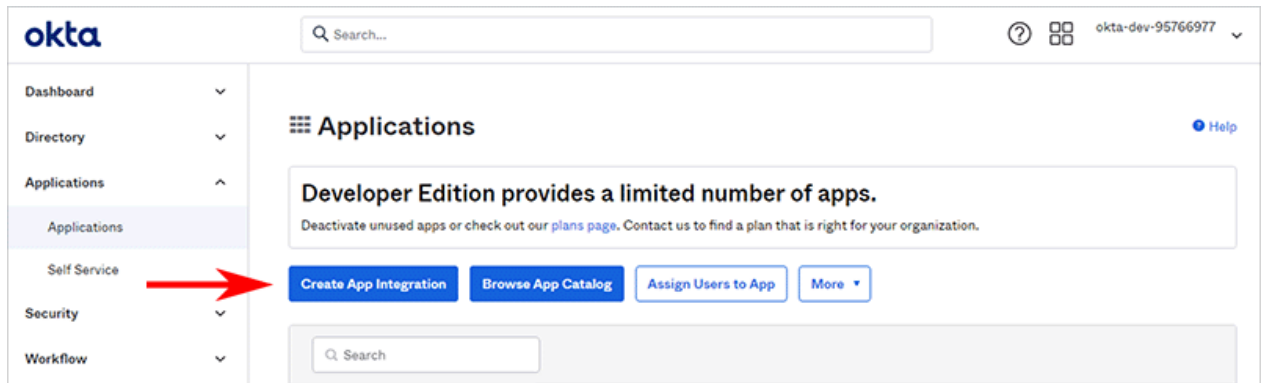 okta
Search...
okta-dev-95766977
Dashboard
Directory
Applications
Applications
Self Service
Security
Workflow
Applications
Help
Developer Edition provides a limited number of apps.
Deactivate unused apps or check out our plans page. Contact us to find a plan that is right for your organization.
Create App Integration
Browse App Catalog
Assign Users to App
More
Search